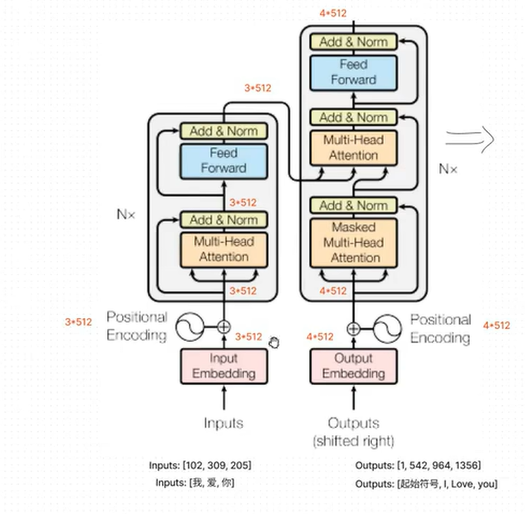 4*512
Add & Norm
Feed
Forward
3*512
Add & Norm
Add & Norm
Multi-Head
Attention
Feed
Forward
N×
3*512
N×
Add & Norm
Add & Norm
Multi-Head
Attention
Masked
Multi-Head
Attention
3*512
4*512
3*512
Positional
Encoding
3*512
4*512
Positional
Encoding
4*512
Input
Embedding
Output
Embedding
Inputs
Outputs
(shifted right)
Inputs: [102, 309, 205]
Outputs: [1, 542, 964, 1356]
Inputs: [我, 爱, 你]
Outputs: [起始符号, I, Love, you]